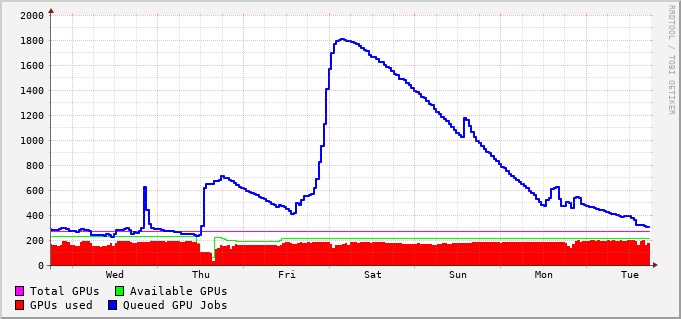 2000
1800
1600
1400
1200
1000
800
600
400
200
0
Wed Thu Fri Sat Sun Mon Tue
Total GPUs Available GPUs
GPUs used Queued GPU Jobs
RRDTOOL / TOBI OETIKER